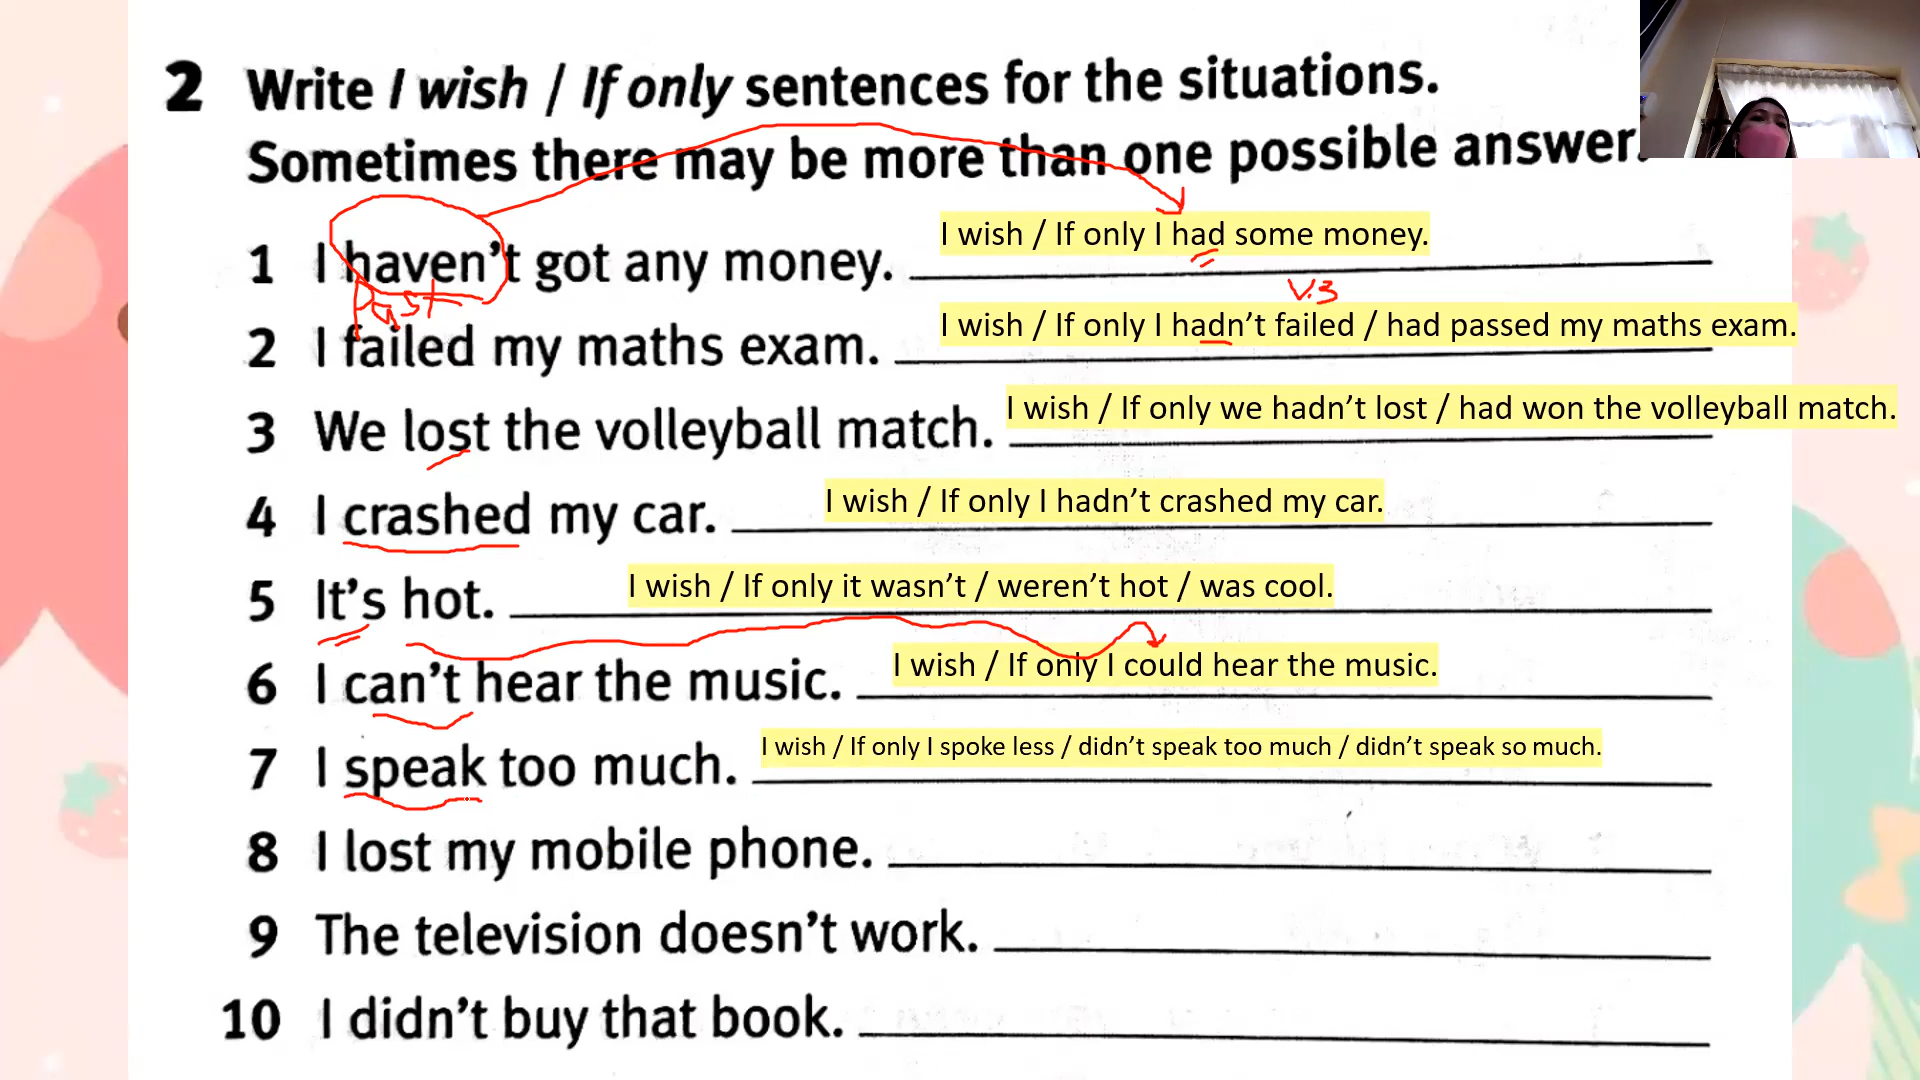 2 Write I wish / If only sentences for the situations.
Sometimes there may be more than one possible answer.
1 I haven't got any money. I wish / If only I had some money.
Past
V.3
2 I failed my maths exam. I wish / If only I hadn't failed / had passed my maths exam.
3 We lost the volleyball match. I wish / If only we hadn't lost / had won the volleyball match.
4 I crashed my car. I wish / If only I hadn't crashed my car.
5 It's hot. I wish / If only it wasn't / weren't hot / was cool.
6 I can't hear the music. I wish / If only I could hear the music.
7 I speak too much. I wish / If only I spoke less / didn't speak too much / didn't speak so much.
8 I lost my mobile phone.
9 The television doesn't work.
10 I didn't buy that book.